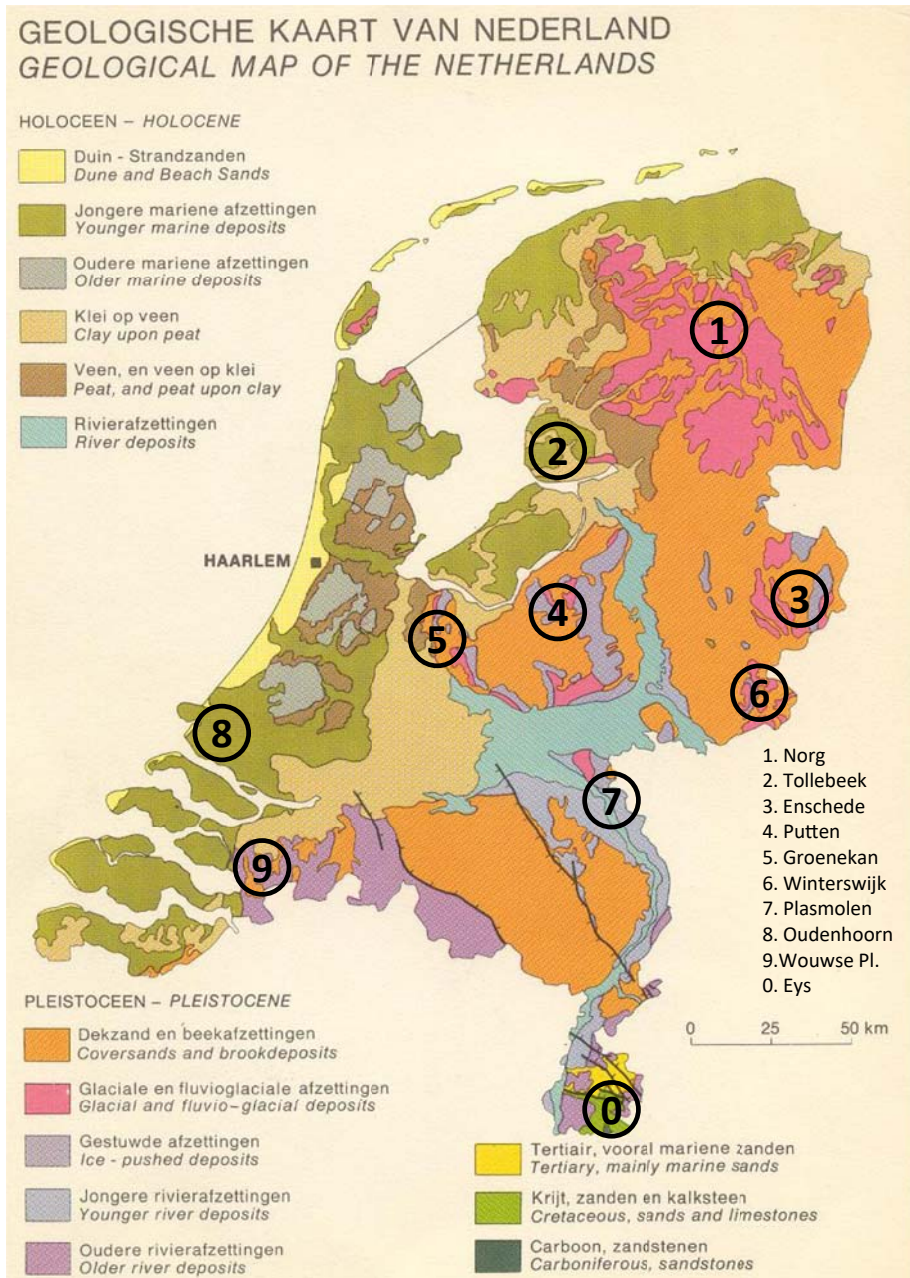 GEOLOGISCHE KAART VAN NEDERLAND
GEOLOGICAL MAP OF THE NETHERLANDS
HOLOCEEN – HOLOCENE
Duin - Strandzanden
Dune and Beach Sands
Jongere mariene afzettingen
Younger marine deposits
Oudere mariene afzettingen
Older marine deposits
Klei op veen
Clay upon peat
Veen, en veen op klei
Peat, and peat upon clay
Rivierafzettingen
River deposits
HAARLEM
1
2
3
4
5
6
7
8
9
0
1. Norg
2. Tollebeek
3. Enschede
4. Putten
5. Groenekan
6. Winterswijk
7. Plasmolen
8. Oudenhoorn
9.Wouwse Pl.
0. Eys
0 25 50 km
PLEISTOCEEN – PLEISTOCENE
Dekzand en beekafzettingen
Coversands and brookdeposits
Glaciale en fluvioglaciale afzettingen
Glacial and fluvio-glacial deposits
Gestuwde afzettingen
Ice - pushed deposits
Jongere rivierafzettingen
Younger river deposits
Oudere rivierafzettingen
Older river deposits
Tertiair, vooral mariene zanden
Tertiary, mainly marine sands
Krijt, zanden en kalksteen
Cretaceous, sands and limestones
Carboon, zandstenen
Carboniferous, sandstones